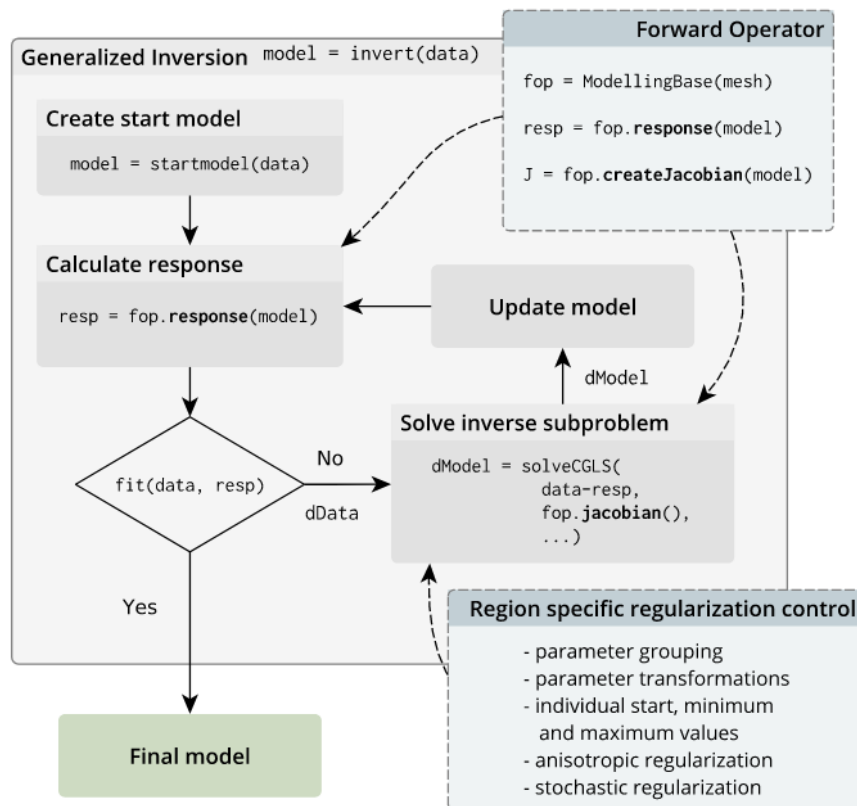 Forward Operator
fop = ModellingBase(mesh)
resp = fop.response(model)
J = fop.createJacobian(model)
Generalized Inversion model = invert(data)
Create start model
model = startmodel(data)
Calculate response
resp = fop.response(model)
Update model
dModel
Solve inverse subproblem
dModel = solveCGLS(
data-resp,
fop.jacobian(),
...)
fit(data, resp)
No
dData
Yes
Region specific regularization control
- parameter grouping
- parameter transformations
- individual start, minimum
and maximum values
- anisotropic regularization
- stochastic regularization
Final model